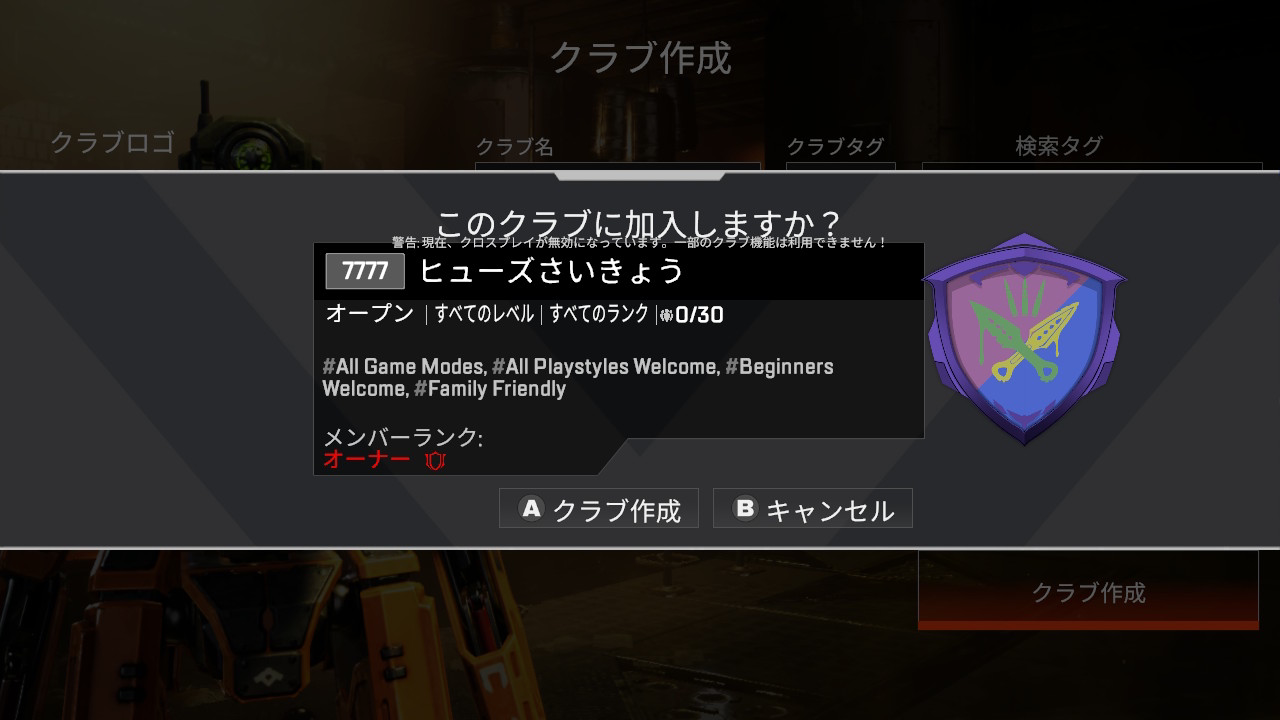 クラブ作成
クラブロゴ
クラブ名
クラブタグ
検索タグ
このクラブに加入しますか？
警告:現在、クロスプレイが無効になっています。一部のクラブ機能は利用できません！
7777 ヒューズさいきょう
オープン | すべてのレベル | すべてのランク | 0/30
#All Game Modes, #All Playstyles Welcome, #Beginners
Welcome, #Family Friendly
メンバーランク:
オーナー
A クラブ作成
B キャンセル
クラブ作成